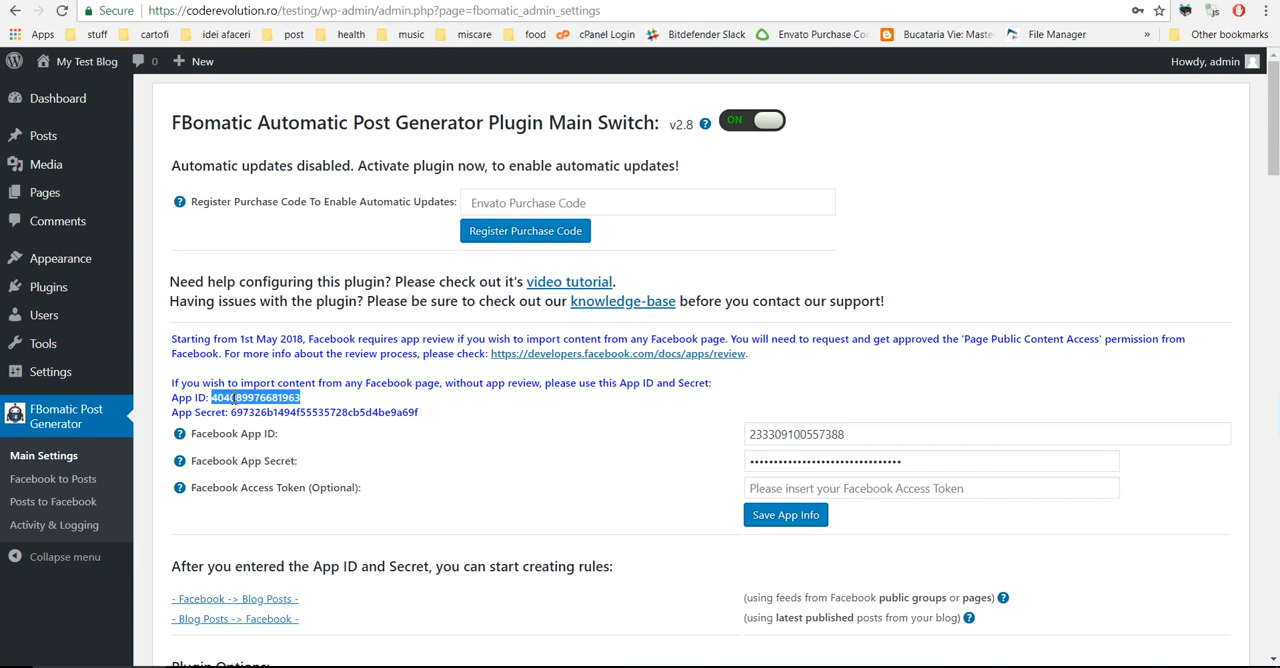 Secure https://coderevolution.ro/testing/wp-admin/admin.php?page=fbomatic_admin_settings
Apps stuff cartofi idei afaceri post health music miscare food cPanel Login Bitdefender Slack Envato Purchase Co Bucataria Vie: Maste File Manager » Other bookmarks
My Test Blog 0 New Howdy, admin
Dashboard
Posts
Media
Pages
Comments
Appearance
Plugins
Users
Tools
Settings
FBomatic Post
Generator
Main Settings
Facebook to Posts
Posts to Facebook
Activity & Logging
Collapse menu
FBomatic Automatic Post Generator Plugin Main Switch: v2.8 ? ON
Automatic updates disabled. Activate plugin now, to enable automatic updates!
? Register Purchase Code To Enable Automatic Updates: Envato Purchase Code
Register Purchase Code
Need help configuring this plugin? Please check out it's video tutorial.
Having issues with the plugin? Please be sure to check out our knowledge-base before you contact our support!
Starting from 1st May 2018, Facebook requires app review if you wish to import content from any Facebook page. You will need to request and get approved the 'Page Public Content Access' permission from
Facebook. For more info about the review process, please check: https://developers.facebook.com/docs/apps/review.
If you wish to import content from any Facebook page, without app review, please use this App ID and Secret:
App ID: 404089976681963
App Secret: 697326b1494f55535728cb5d4be9a69f
? Facebook App ID: 233309100557388
? Facebook App Secret: ••••••••••••••••••••••••••••••••
? Facebook Access Token (Optional): Please insert your Facebook Access Token
Save App Info
After you entered the App ID and Secret, you can start creating rules:
- Facebook -> Blog Posts - (using feeds from Facebook public groups or pages) ?
- Blog Posts -> Facebook - (using latest published posts from your blog) ?
Plugin Options: